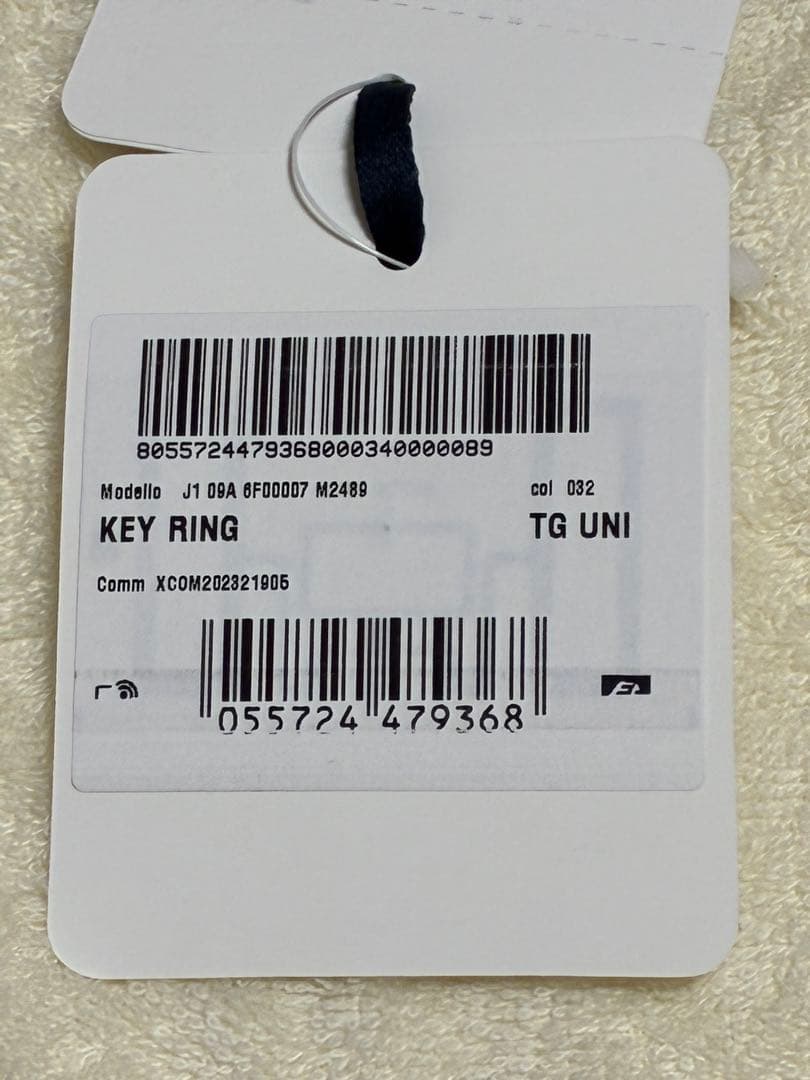 8055724479368000340000089
Modello J1 09A 6F00007 M2489 col 032
KEY RING TG UNI
Comm XCOM202321905
055724 479368